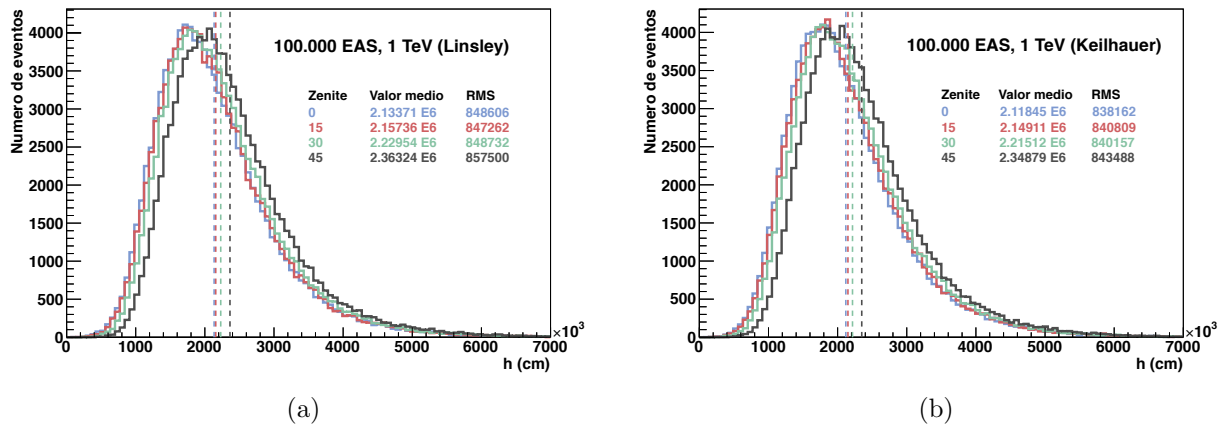 Numero de eventos
4000
3500
3000
2500
2000
1500
1000
500
0
100.000 EAS, 1 TeV (Linsley)
Zenite Valor medio RMS
0 2.13371 E6 848606
15 2.15736 E6 847262
30 2.22954 E6 848732
45 2.36324 E6 857500
0 1000 2000 3000 4000 5000 6000 7000
×10³
h (cm)
(a)
Numero de eventos
4000
3500
3000
2500
2000
1500
1000
500
0
100.000 EAS, 1 TeV (Keilhauer)
Zenite Valor medio RMS
0 2.11845 E6 838162
15 2.14911 E6 840809
30 2.21512 E6 840157
45 2.34879 E6 843488
0 1000 2000 3000 4000 5000 6000 7000
×10³
h (cm)
(b)